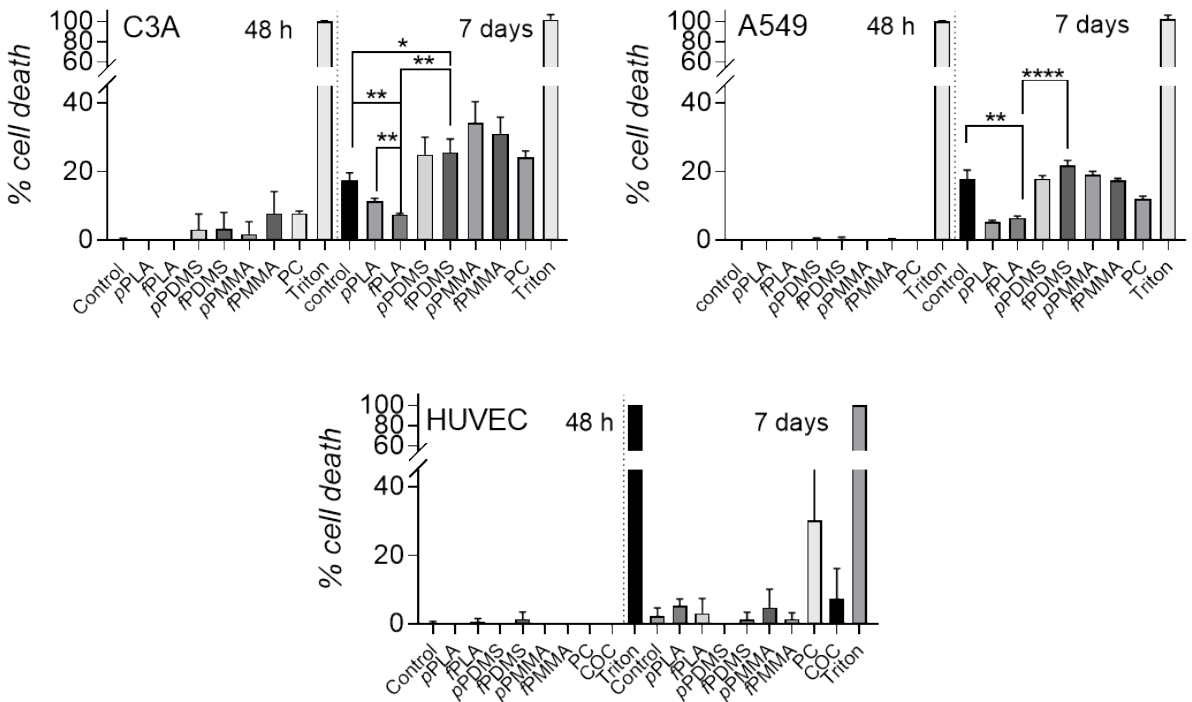 C3A 48 h 7 days
% cell death
100
80
60
40
20
0
*
**
**
**
Control pPLA fPLA pPDMS fPDMS pPMMA fPMMA PC Triton control pPLA fPLA pPDMS fPDMS pPMMA fPMMA PC Triton
A549 48 h 7 days
% cell death
100
80
60
40
20
0
****
**
control pPLA fPLA pPDMS fPDMS pPMMA fPMMA PC Triton control pPLA fPLA pPDMS fPDMS pPMMA fPMMA PC Triton
HUVEC 48 h 7 days
% cell death
100
80
60
40
20
0
Control pPLA fPLA pPDMS fPDMS pPMMA fPMMA PC COC Triton Control pPLA fPLA pPDMS fPDMS pPMMA fPMMA PC COC Triton